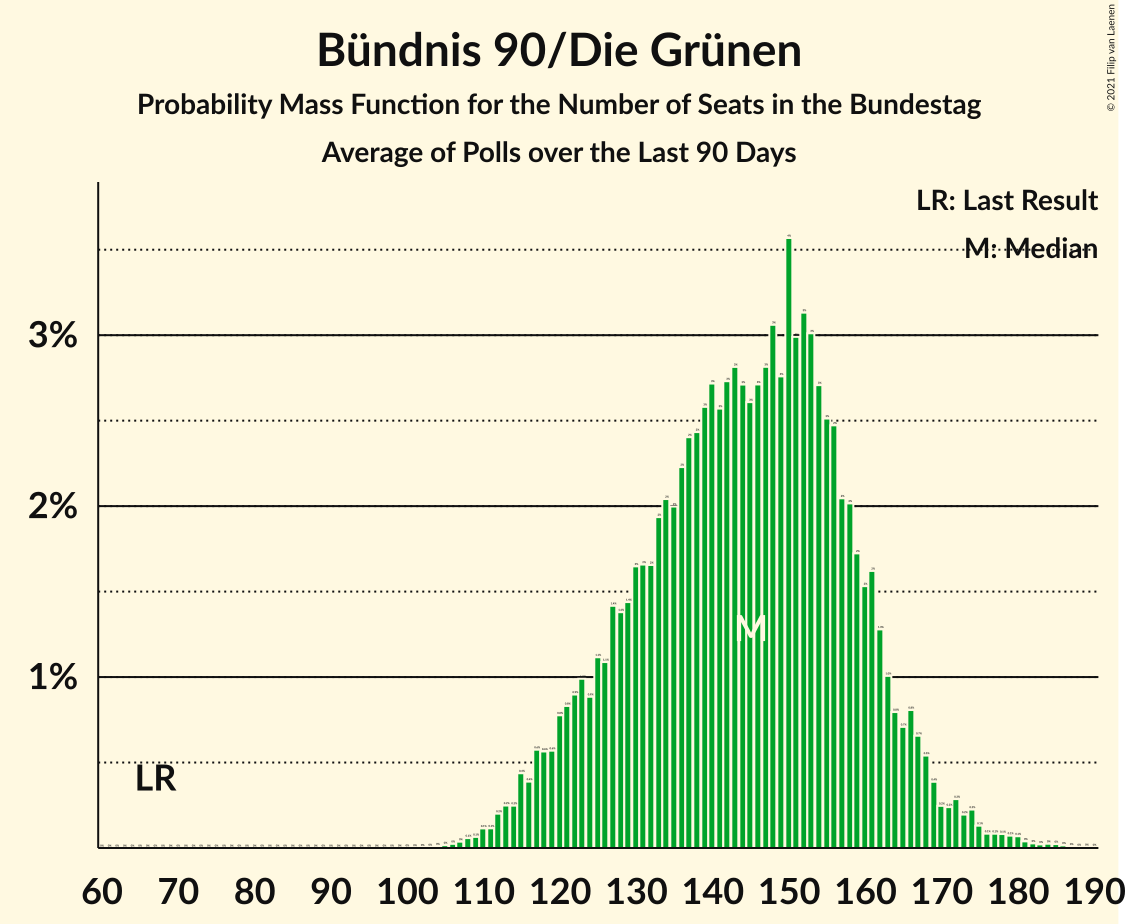 Bündnis 90/Die Grünen
Probability Mass Function for the Number of Seats in the Bundestag
Average of Polls over the Last 90 Days
© 2021 Filip van Laenen
LR: Last Result
M: Median
3%
2%
1%
LR
M
60 70 80 90 100 110 120 130 140 150 160 170 180 190